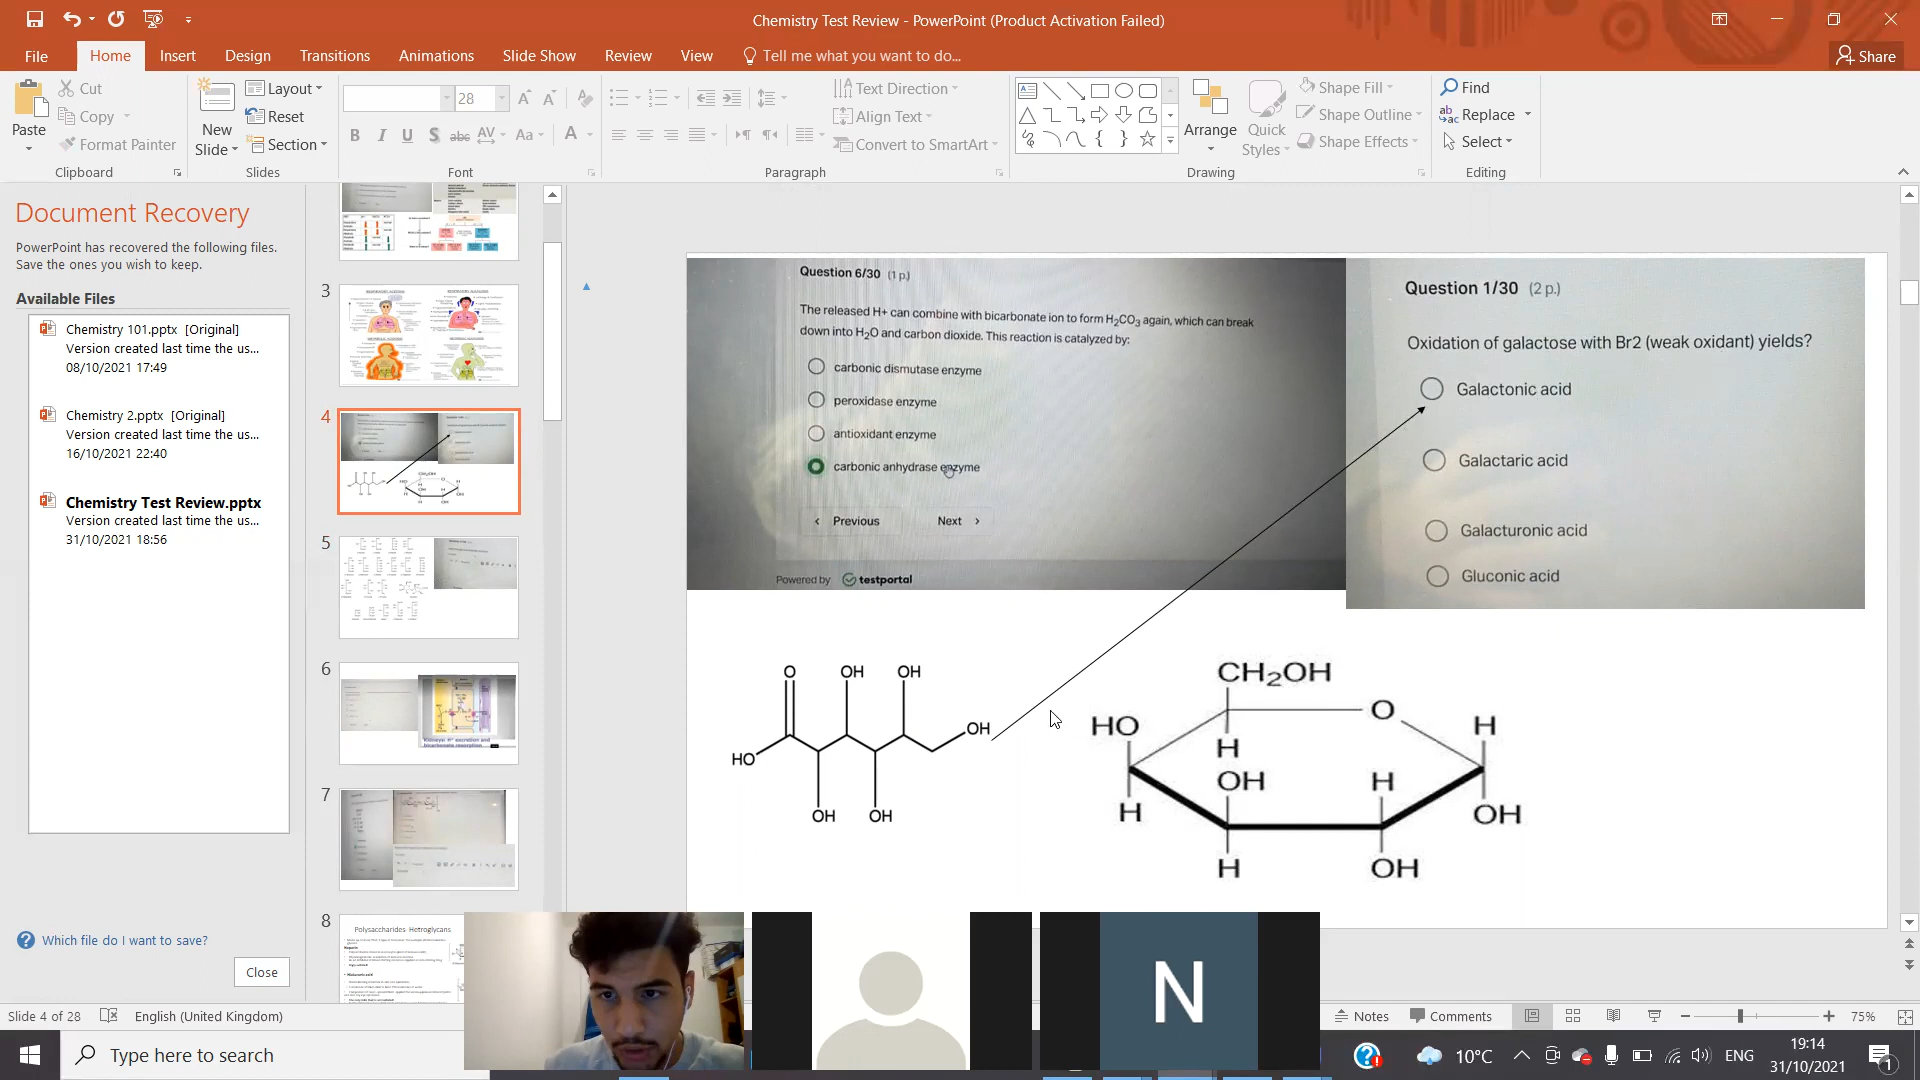 Chemistry Test Review - PowerPoint (Product Activation Failed)
File
Home
Insert
Design
Transitions
Animations
Slide Show
Review
View
Tell me what you want to do...
Share
Paste
Cut
Copy
Format Painter
Clipboard
New
Slide
Layout
Reset
Section
Slides
28
Font
Text Direction
Align Text
Convert to SmartArt
Paragraph
Arrange
Quick
Styles
Shape Fill
Shape Outline
Shape Effects
Drawing
Find
Replace
Select
Editing
Document Recovery
PowerPoint has recovered the following files.
Save the ones you wish to keep.
Available Files
Chemistry 101.pptx [Original]
Version created last time the us...
08/10/2021 17:49
Chemistry 2.pptx [Original]
Version created last time the us...
16/10/2021 22:40
Chemistry Test Review.pptx
Version created last time the us...
31/10/2021 18:56
Which file do I want to save?
Close
3
4
5
6
7
8
Polysaccharides- Hetroglycans
Question 6/30 (1 p.)
The released H+ can combine with bicarbonate ion to form H₂CO₃ again, which can break
down into H₂O and carbon dioxide. This reaction is catalyzed by:
carbonic dismutase enzyme
peroxidase enzyme
antioxidant enzyme
carbonic anhydrase enzyme
Previous
Next
Powered by testportal
Question 1/30 (2 p.)
Oxidation of galactose with Br2 (weak oxidant) yields?
Galactonic acid
Galactaric acid
Galacturonic acid
Gluconic acid
O
OH
OH
OH
HO
OH
OH
CH₂OH
HO
O
H
H
OH
H
H
OH
H
OH
N
Slide 4 of 28
English (United Kingdom)
Notes
Comments
75%
Type here to search
10°C
ENG
19:14
31/10/2021
1